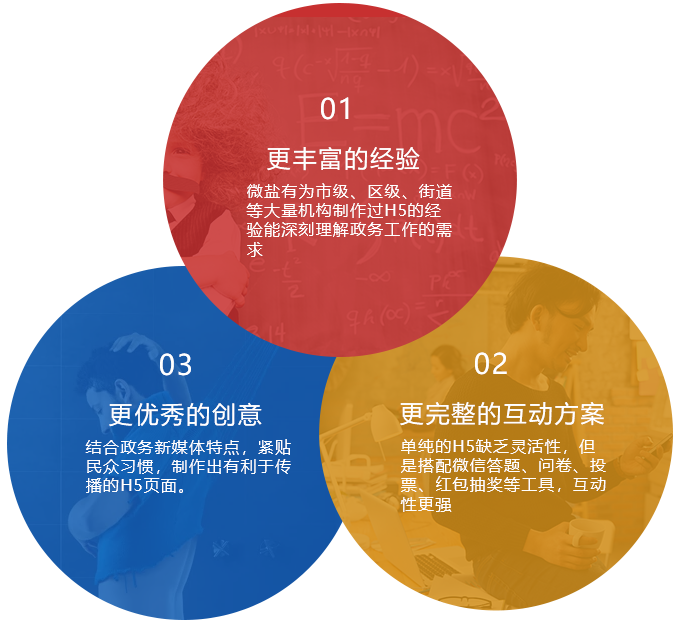 01
更丰富的经验
微盐有为市级、区级、街道
等大量机构制作过H5的经
验能深刻理解政务工作的需
求
02
更完整的互动方案
单纯的H5缺乏灵活性，但
是搭配微信答题、问卷、投
票、红包抽奖等工具，互动
性更强
03
更优秀的创意
结合政务新媒体特点，紧贴
民众习惯，制作出有利于传
播的H5页面。
E=mc²